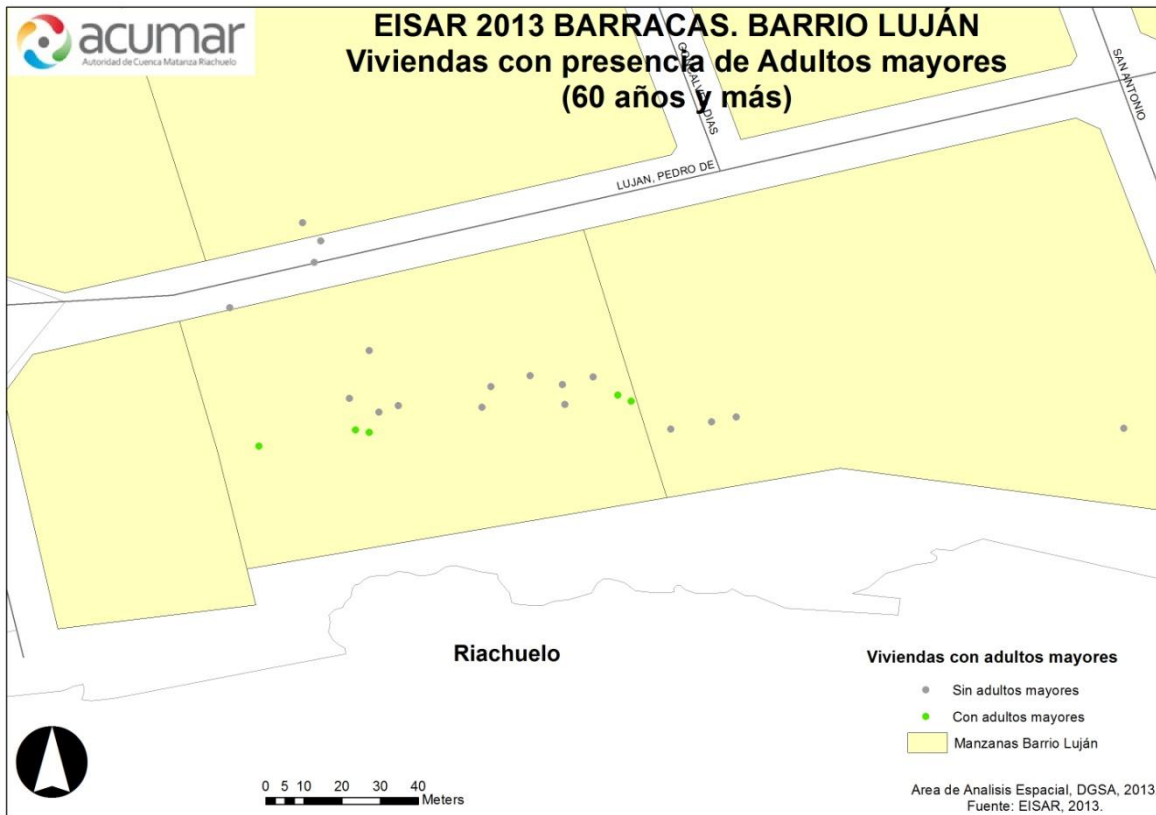 acumar
Autoridad de Cuenca Matanza Riachuelo
EISAR 2013 BARRACAS. BARRIO LUJÁN
Viviendas con presencia de Adultos mayores
(60 años y más)
GONCALVES DIAS
SAN ANTONIO
LUJAN, PEDRO DE
Riachuelo
Viviendas con adultos mayores
Sin adultos mayores
Con adultos mayores
Manzanas Barrio Luján
0 5 10 20 30 40
Meters
Area de Analisis Espacial, DGSA, 2013
Fuente: EISAR, 2013.